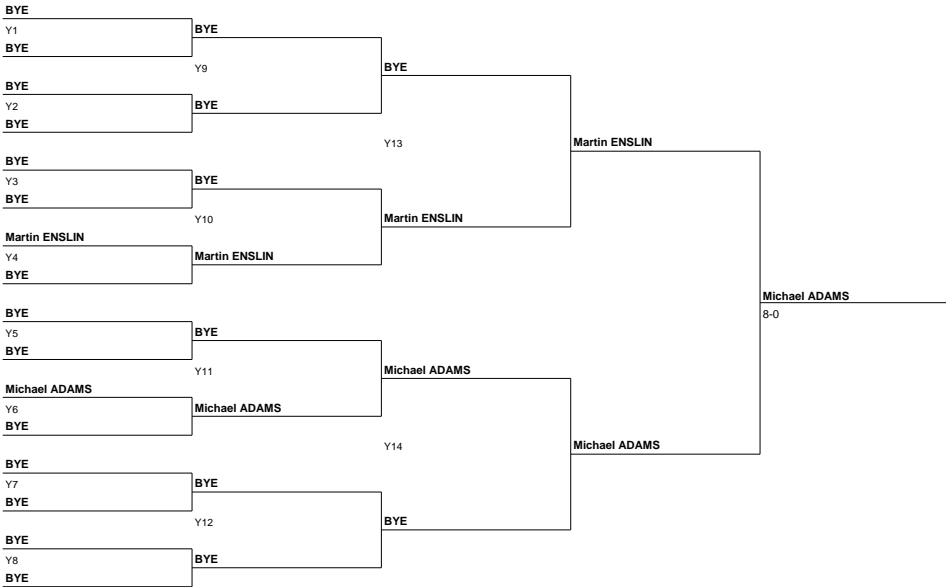 BYE
Y1
BYE
BYE
Y9
BYE
Y2
BYE
BYE
BYE
Y13
BYE
Y3
BYE
BYE
Y10
Martin ENSLIN
Y4
BYE
Martin ENSLIN
Martin ENSLIN
Martin ENSLIN
BYE
Y5
BYE
BYE
Y11
Michael ADAMS
Y6
BYE
Michael ADAMS
Michael ADAMS
Y14
BYE
Y7
BYE
BYE
Y12
BYE
Y8
BYE
BYE
BYE
Michael ADAMS
Michael ADAMS
8-0